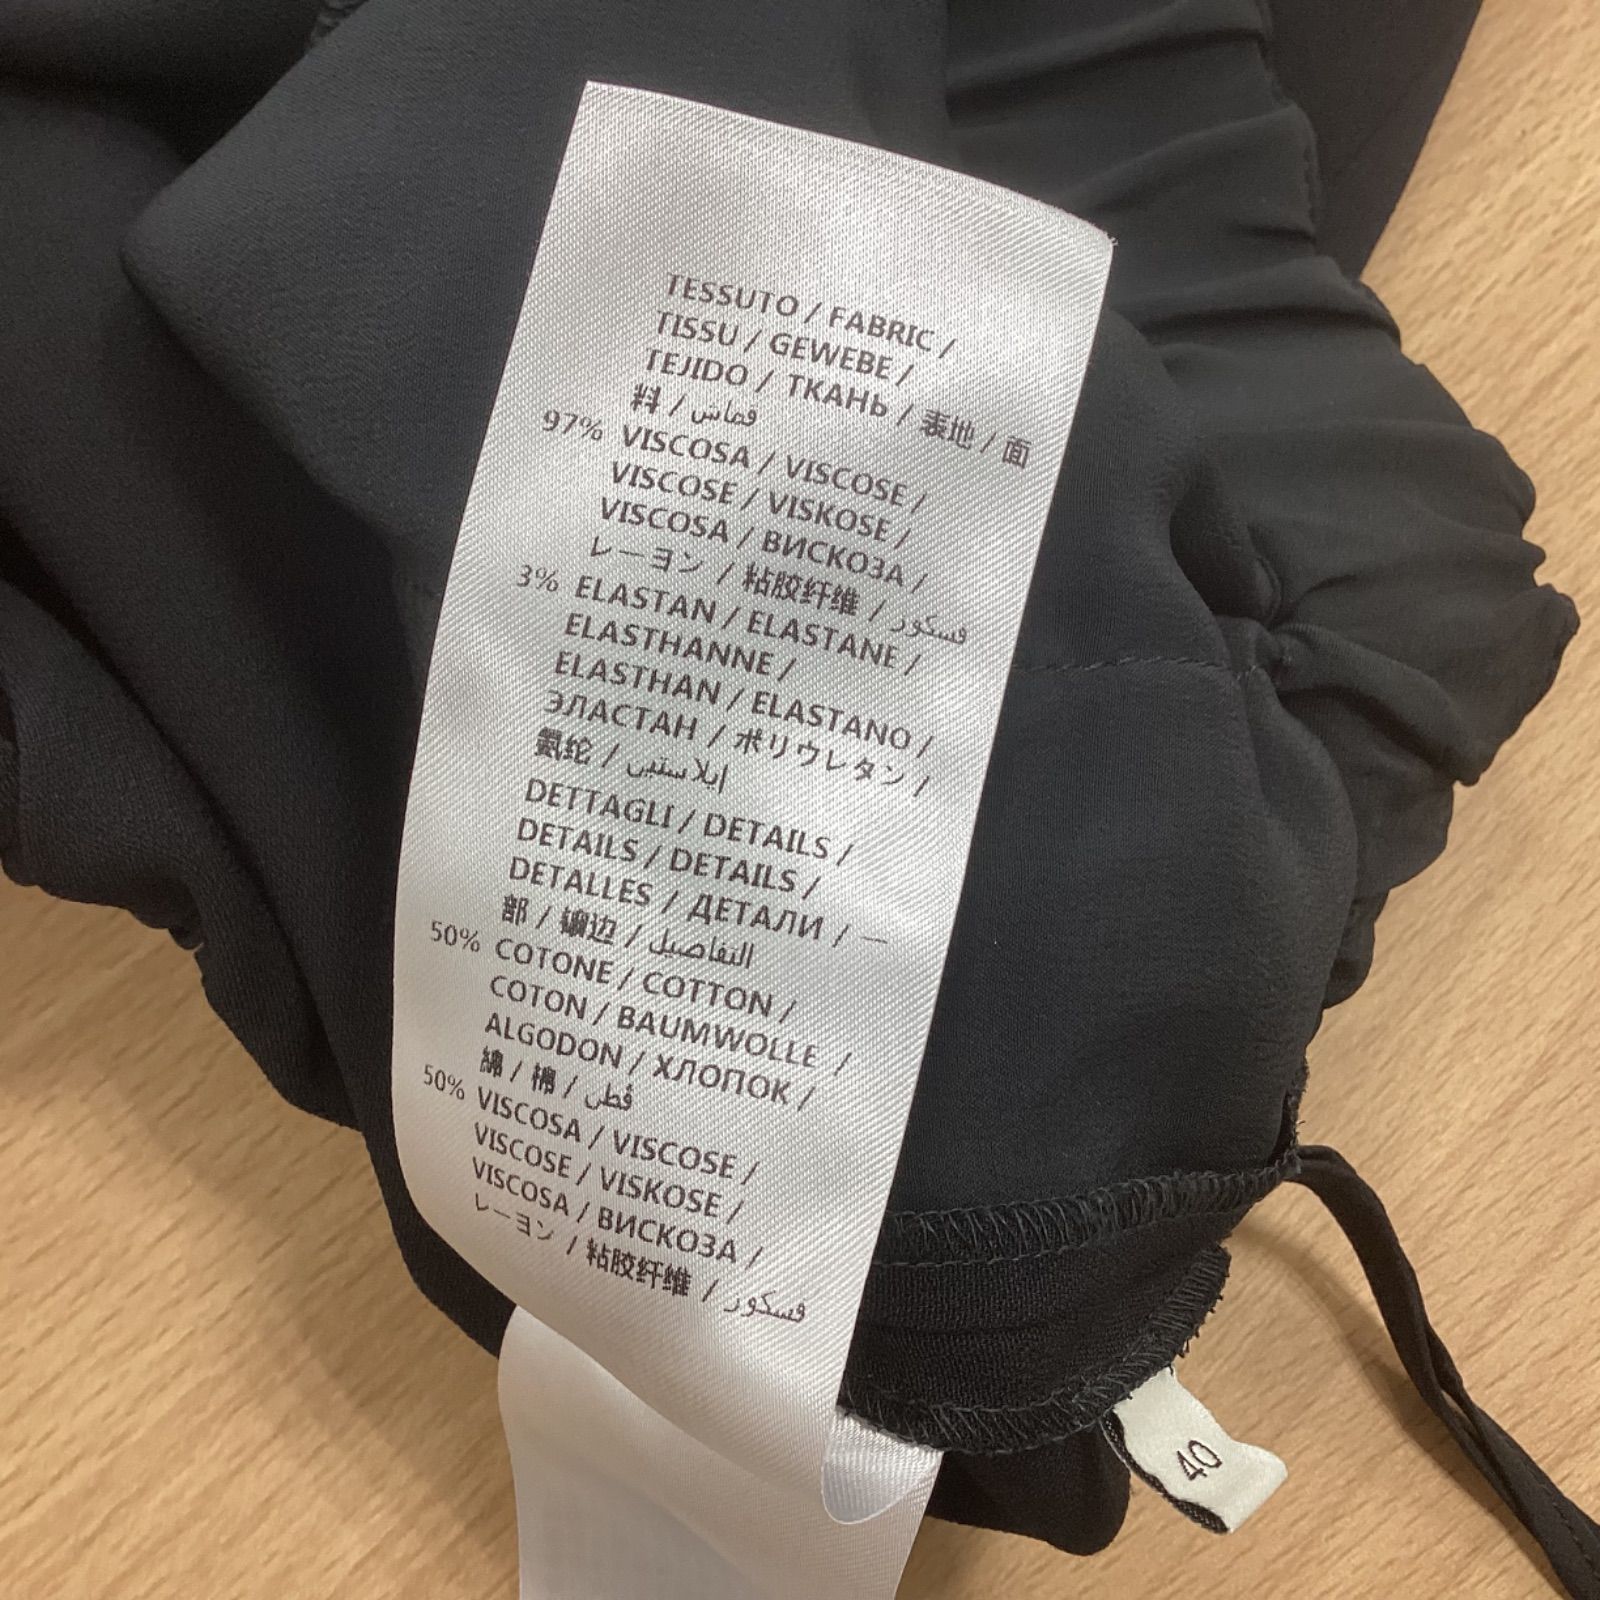 TESSUTO / FABRIC /
TISSU / GEWEBE /
TEJIDO / ТКАНЬ / 表地 / 面
料 / قماش
97% VISCOSA / VISCOSE /
VISCOSE / VISKOSE /
VISCOSA / ВИСКОЗА /
レーヨン / 粘胶纤维 / فسكور
3% ELASTAN / ELASTANE /
ELASTHANNE /
ELASTHAN / ELASTANO /
ЭЛАСТАН / ポリウレタン /
氨纶 / إيلاستين
DETTAGLI / DETAILS /
DETAILS / DETAILS /
DETALLES / ДЕТАЛИ / 一
部 / 镶边 / التفاصيل
50% COTONE / COTTON /
COTON / BAUMWOLLE /
ALGODON / ХЛОПОК /
綿 / 棉 / قطن
50% VISCOSA / VISCOSE /
VISCOSE / VISKOSE /
VISCOSA / ВИСКОЗА /
レーヨン / 粘胶纤维 / فسكور
40